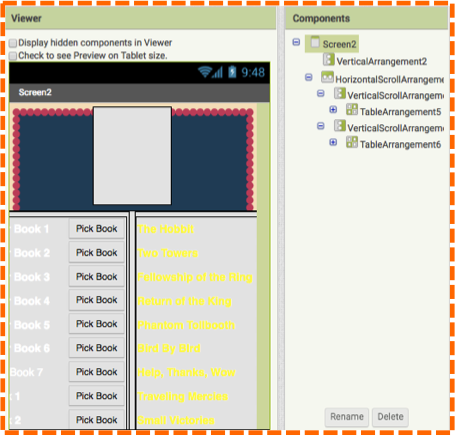 Viewer
Display hidden components in Viewer
Check to see Preview on Tablet size.
9:48
Screen2
Book 1 Pick Book The Hobbit
Book 2 Pick Book Two Towers
Book 3 Pick Book Fellowship of the Ring
Book 4 Pick Book Return of the King
Book 5 Pick Book Phantom Tollbooth
Book 6 Pick Book Bird By Bird
Book 7 Pick Book Help, Thanks, Wow
1 Pick Book Traveling Mercies
2 Pick Book Small Victories
Components
Screen2
VerticalArrangement2
HorizontalScrollArrangeme
VerticalScrollArrangem
TableArrangement5
VerticalScrollArrangem
TableArrangement6
Rename Delete